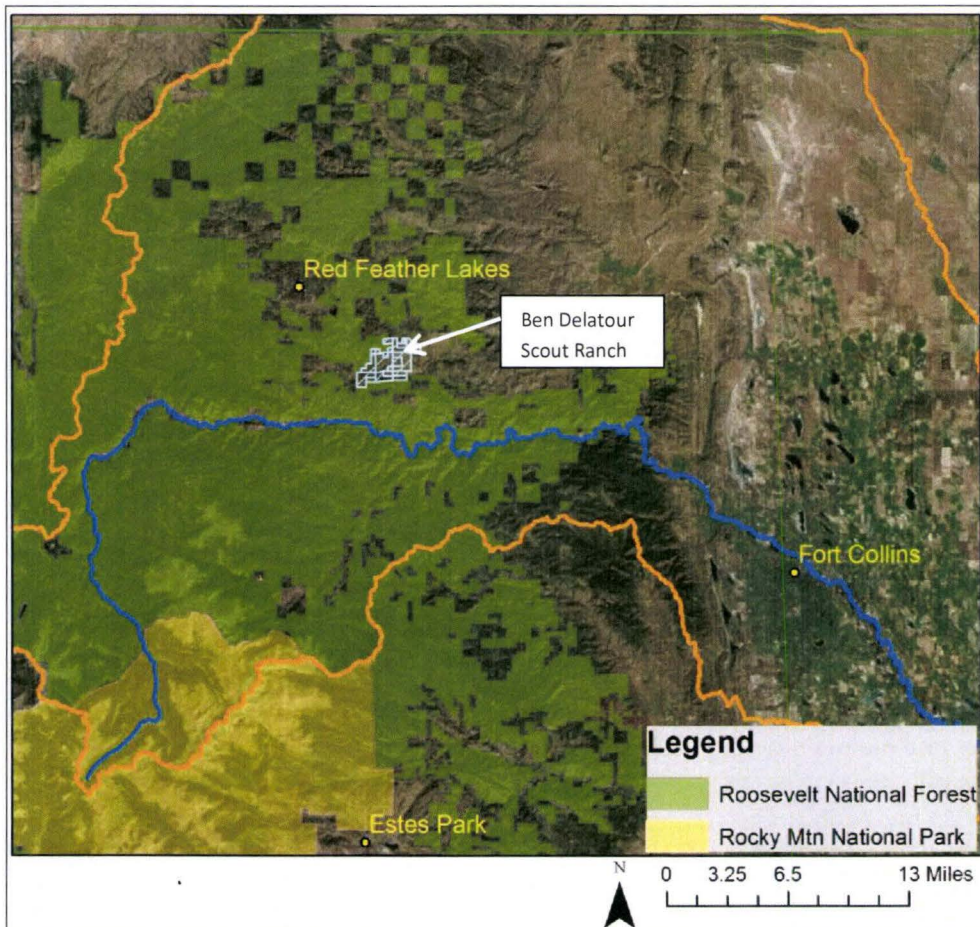 Red Feather Lakes
Ben Delatour
Scout Ranch
Fort Collins
Estes Park
Legend
Roosevelt National Forest
Rocky Mtn National Park
N
0 3.25 6.5 13 Miles